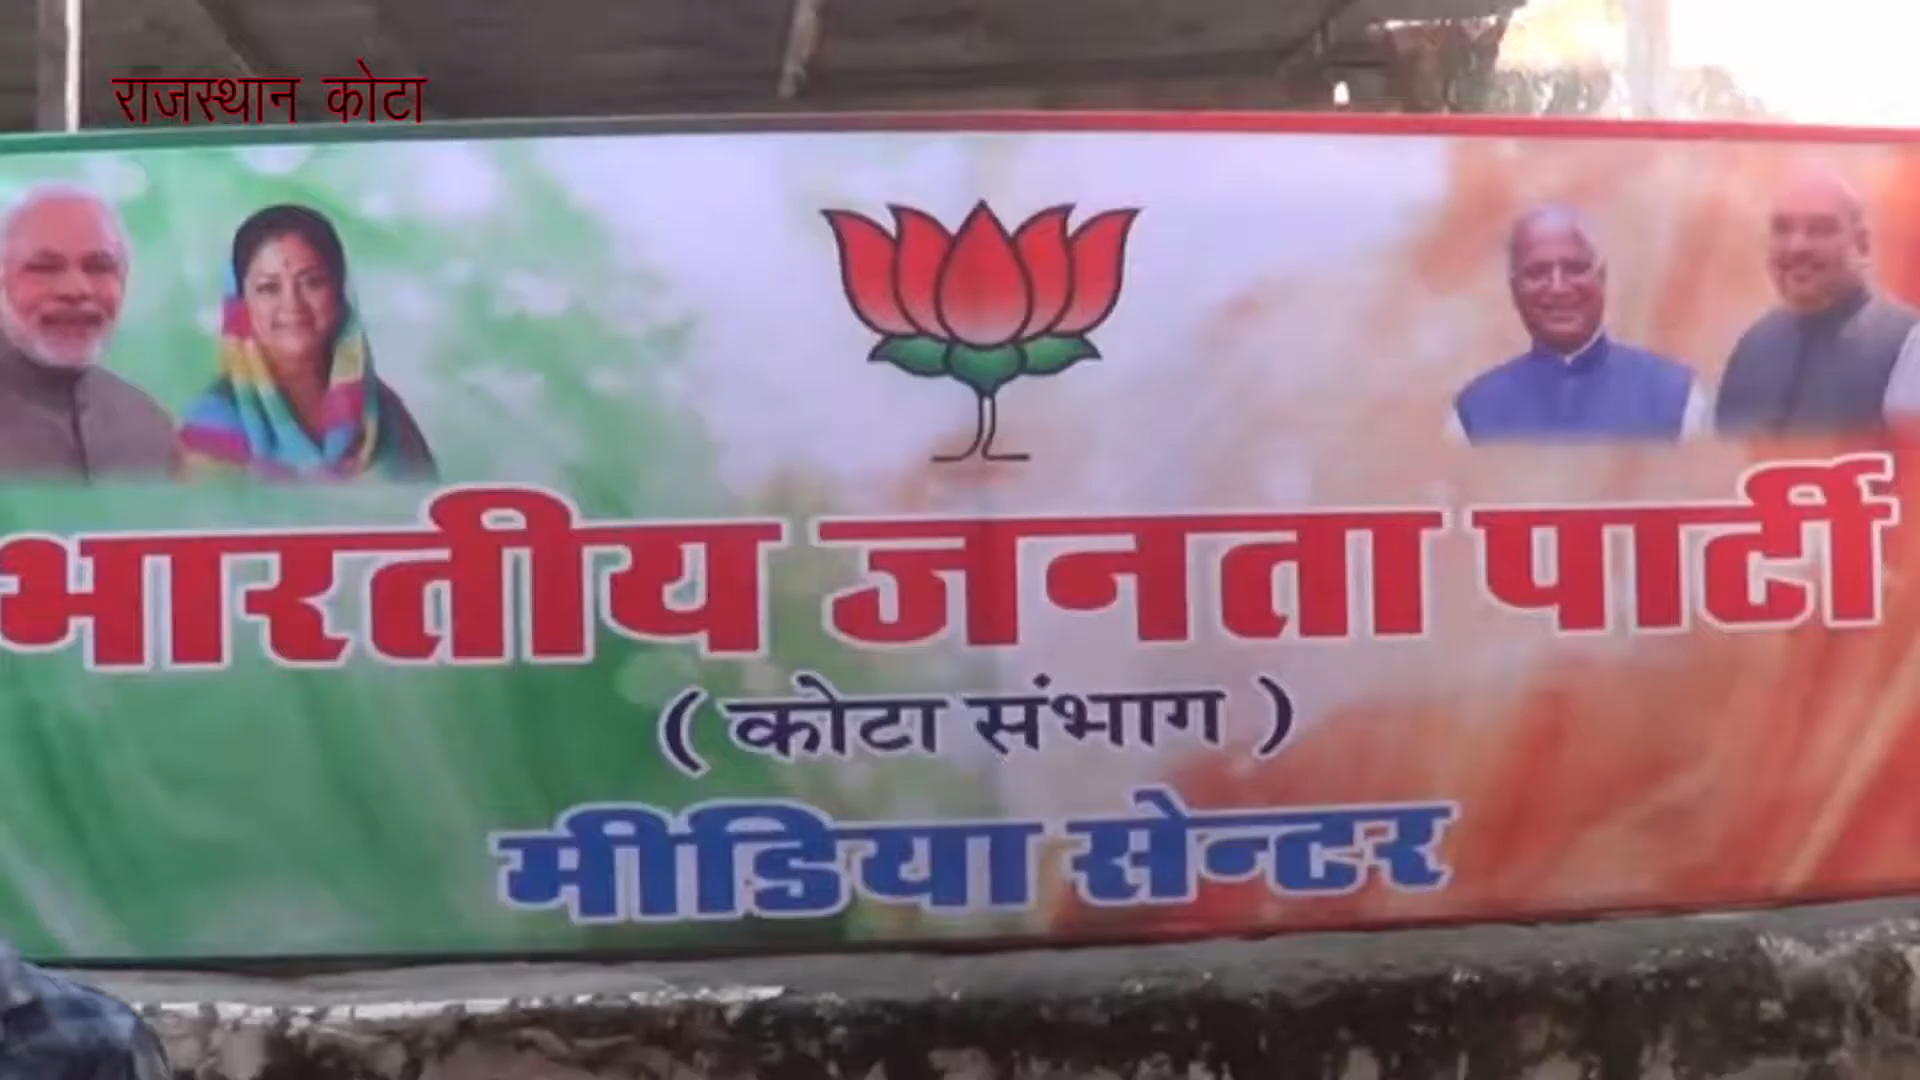 राजस्थान कोटा
भारतीय जनता पार्टी
( कोटा संभाग )
मीडिया सेन्टर